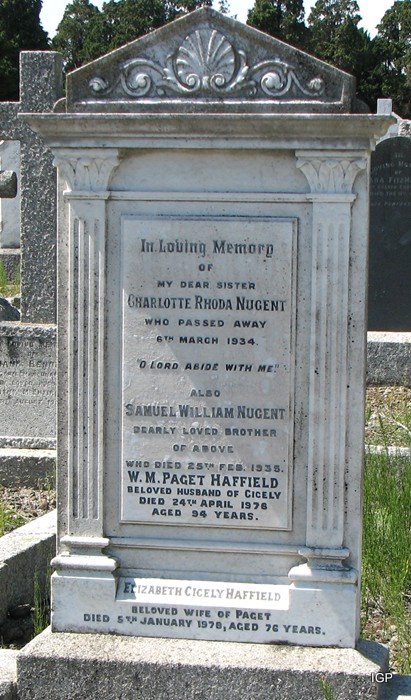 In Loving Memory
OF
MY DEAR SISTER
CHARLOTTE RHODA NUGENT
WHO PASSED AWAY
6TH MARCH 1934.
"O LORD ABIDE WITH ME."
ALSO
SAMUEL WILLIAM NUGENT
DEARLY LOVED BROTHER
OF ABOVE
WHO DIED 25TH FEB. 1935.
W. M. PAGET HAFFIELD
BELOVED HUSBAND OF CICELY
DIED 24TH APRIL 1976
AGED 94 YEARS.
ELIZABETH CICELY HAFFIELD
BELOVED WIFE OF PAGET
DIED 5TH JANUARY 1978, AGED 76 YEARS.
IGP